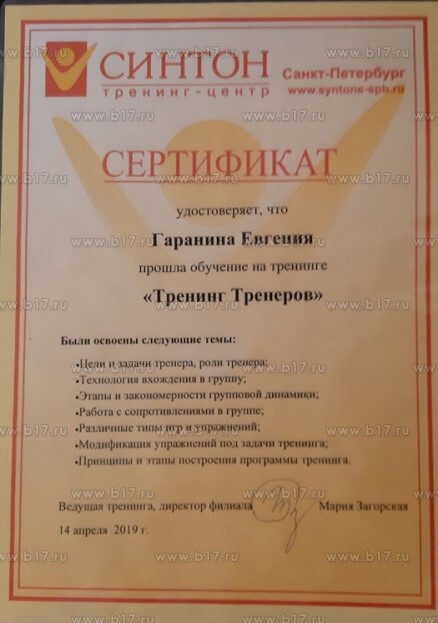 СИНТОН
тренинг-центр
Санкт-Петербург
www.syntone-spb.ru
СЕРТИФИКАТ
удостоверяет, что
Гаранина Евгения
прошла обучение на тренинге
«Тренинг Тренеров»
Были освоены следующие темы:
•Цели и задачи тренера, роли тренера;
•Технология вхождения в группу;
•Этапы и закономерности групповой динамики;
•Работа с сопротивлениями в группе;
•Различные типы игр и упражнений;
•Модификация упражнений под задачи тренинга;
•Принципы и этапы построения программы тренинга.
Ведущая тренинга, директор филиала Мария Загорская
14 апреля 2019 г.
www.b17.ru